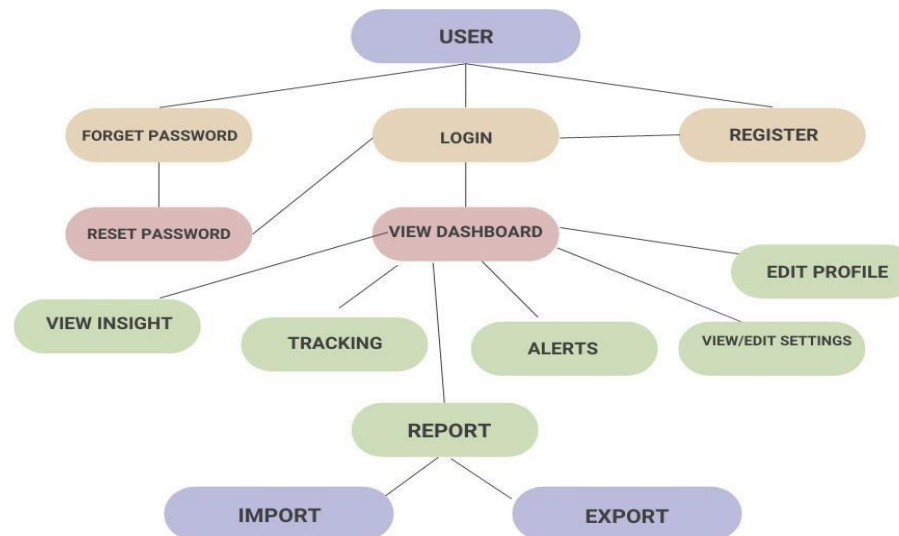 USER
FORGET PASSWORD
LOGIN
REGISTER
RESET PASSWORD
VIEW DASHBOARD
EDIT PROFILE
VIEW INSIGHT
TRACKING
ALERTS
VIEW/EDIT SETTINGS
REPORT
IMPORT
EXPORT